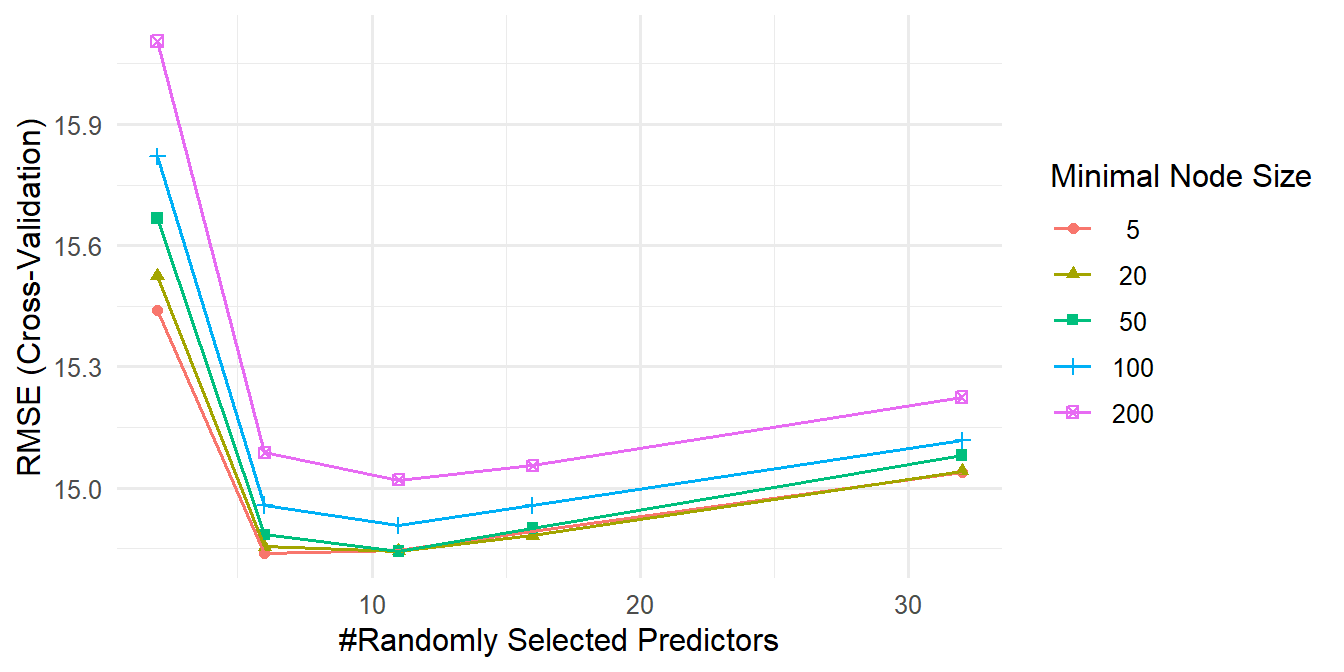 RMSE (Cross-Validation)
15.9
15.6
15.3
15.0
10 20 30
#Randomly Selected Predictors
Minimal Node Size
5
20
50
100
200